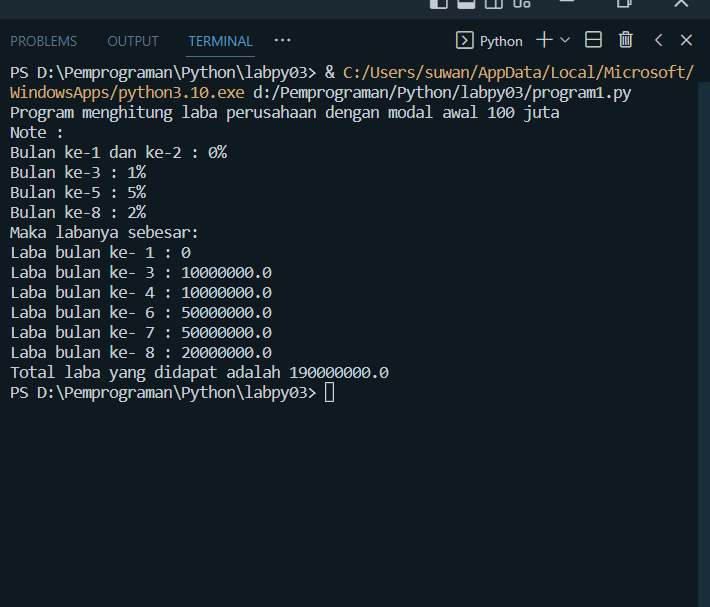 PROBLEMS OUTPUT TERMINAL ... Python
PS D:\Pemprograman\Python\labpy03> & C:/Users/suwan/AppData/Local/Microsoft/
WindowsApps/python3.10.exe d:/Pemprograman/Python/labpy03/program1.py
Program menghitung laba perusahaan dengan modal awal 100 juta
Note :
Bulan ke-1 dan ke-2 : 0%
Bulan ke-3 : 1%
Bulan ke-5 : 5%
Bulan ke-8 : 2%
Maka labanya sebesar:
Laba bulan ke- 1 : 0
Laba bulan ke- 3 : 10000000.0
Laba bulan ke- 4 : 10000000.0
Laba bulan ke- 6 : 50000000.0
Laba bulan ke- 7 : 50000000.0
Laba bulan ke- 8 : 20000000.0
Total laba yang didapat adalah 190000000.0
PS D:\Pemprograman\Python\labpy03>